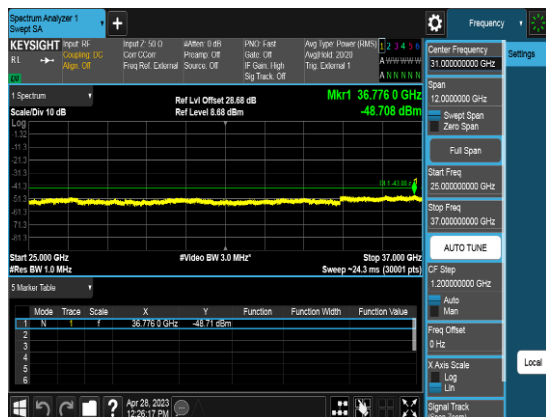 Spectrum Analyzer 1
Swept SA
+
Frequency
KEYSIGHT
RL
LV
Input: RF
Coupling: DC
Align: Off
Input Z: 50 Ω
Corr CCorr
Freq Ref: External
#Atten: 0 dB
Preamp: Off
Source: Off
PNO: Fast
Gate: Off
IF Gain: High
Sig Track: Off
Avg Type: Power (RMS)
Avg|Hold: 20/20
Trig: External 1
1 2 3 4 5 6
A W W W W W
A N N N N N
Center Frequency
31.000000000 GHz
Settings
1 Spectrum
Scale/Div 10 dB
Log
Ref Lvl Offset 28.68 dB
Ref Level 8.68 dBm
Mkr1 36.776 0 GHz
-48.708 dBm
Span
12.0000000 GHz
Swept Span
Zero Span
Full Span
1.32
-11.3
-21.3
-31.3
-41.3
-51.3
-61.3
-71.3
-81.3
Start Freq
25.000000000 GHz
Stop Freq
37.000000000 GHz
AUTO TUNE
Start 25.000 GHz
#Res BW 1.0 MHz
#Video BW 3.0 MHz*
Stop 37.000 GHz
Sweep ~24.3 ms (30001 pts)
CF Step
1.200000000 GHz
Auto
Man
5 Marker Table
Mode Trace Scale X Y Function Function Width Function Value
1 N 1 f 36.776 0 GHz -48.71 dBm
2
3
4
5
6
Freq Offset
0 Hz
X Axis Scale
Log
Lin
Local
Signal Track
(Span Zoom)
?
Apr 28, 2023
12:26:17 PM